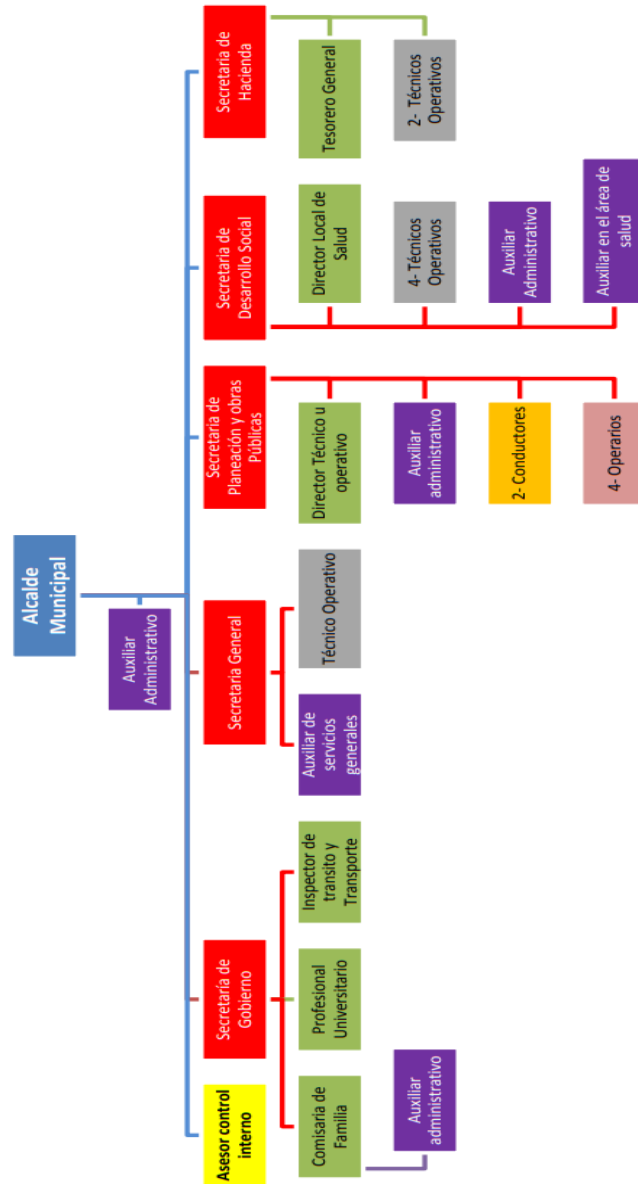 Alcalde
Municipal
Auxiliar
Administrativo
Asesor control
interno
Secretaría de
Gobierno
Secretaria General
Secretaria de
Planeación y obras
Públicas
Secretaria de
Desarrollo Social
Secretaria de
Hacienda
Comisaria de
Familia
Profesional
Universitario
Inspector de
transito y
Transporte
Auxiliar de
servicios
generales
Técnico Operativo
Director Técnico u
operativo
Director Local de
Salud
Tesorero General
Auxiliar
administrativo
Auxiliar
administrativo
4- Técnicos
Operativos
2- Técnicos
Operativos
2- Conductores
Auxiliar
Administrativo
4- Operarios
Auxiliar en el área de
salud